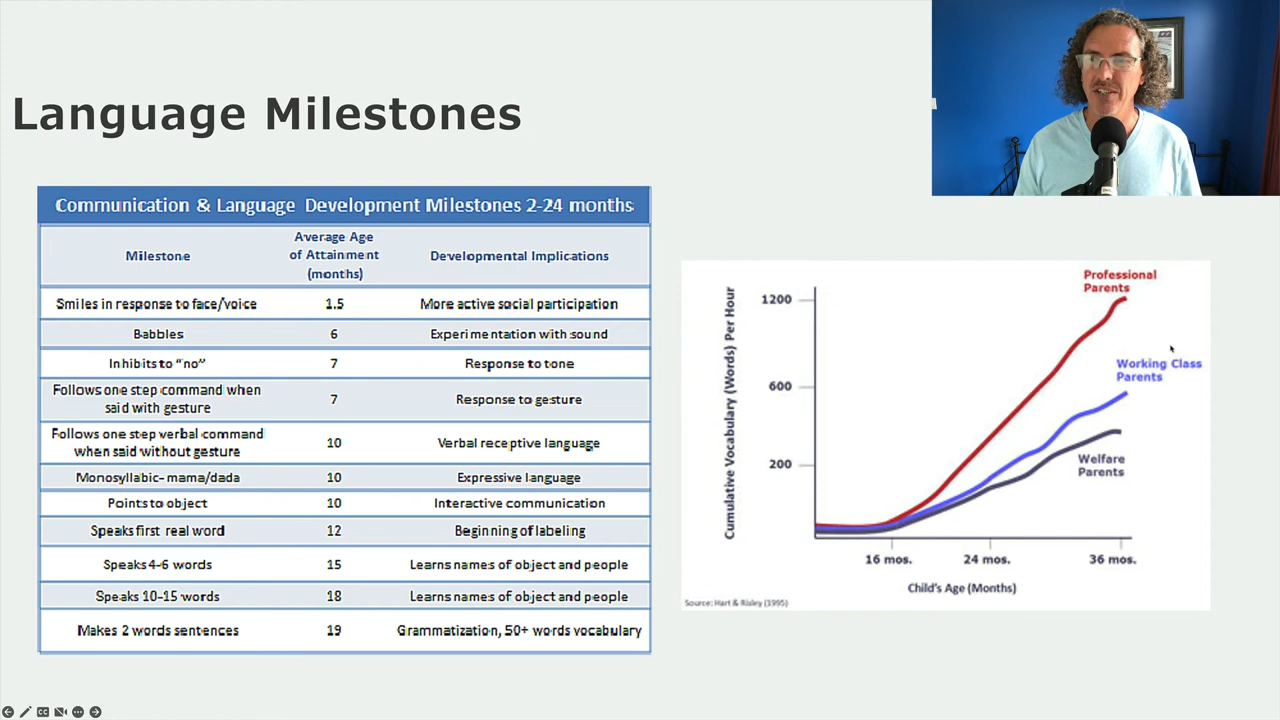 Language Milestones
Communication & Language Development Milestones 2-24 months
Milestone
Average Age
of Attainment
(months)
Developmental Implications
Smiles in response to face/voice 1.5 More active social participation
Babbles 6 Experimentation with sound
Inhibits to “no” 7 Response to tone
Follows one step command when
said with gesture
7 Response to gesture
Follows one step verbal command
when said without gesture
10 Verbal receptive language
Monosyllabic- mama/dada 10 Expressive language
Points to object 10 Interactive communication
Speaks first real word 12 Beginning of labeling
Speaks 4-6 words 15 Learns names of object and people
Speaks 10-15 words 18 Learns names of object and people
Makes 2 words sentences 19 Grammatization, 50+ words vocabulary
Cumulative Vocabulary (Words) Per Hour
1200
600
200
Professional
Parents
Working Class
Parents
Welfare
Parents
16 mos. 24 mos. 36 mos.
Child's Age (Months)
Source: Hart & Risley (1995)
CC